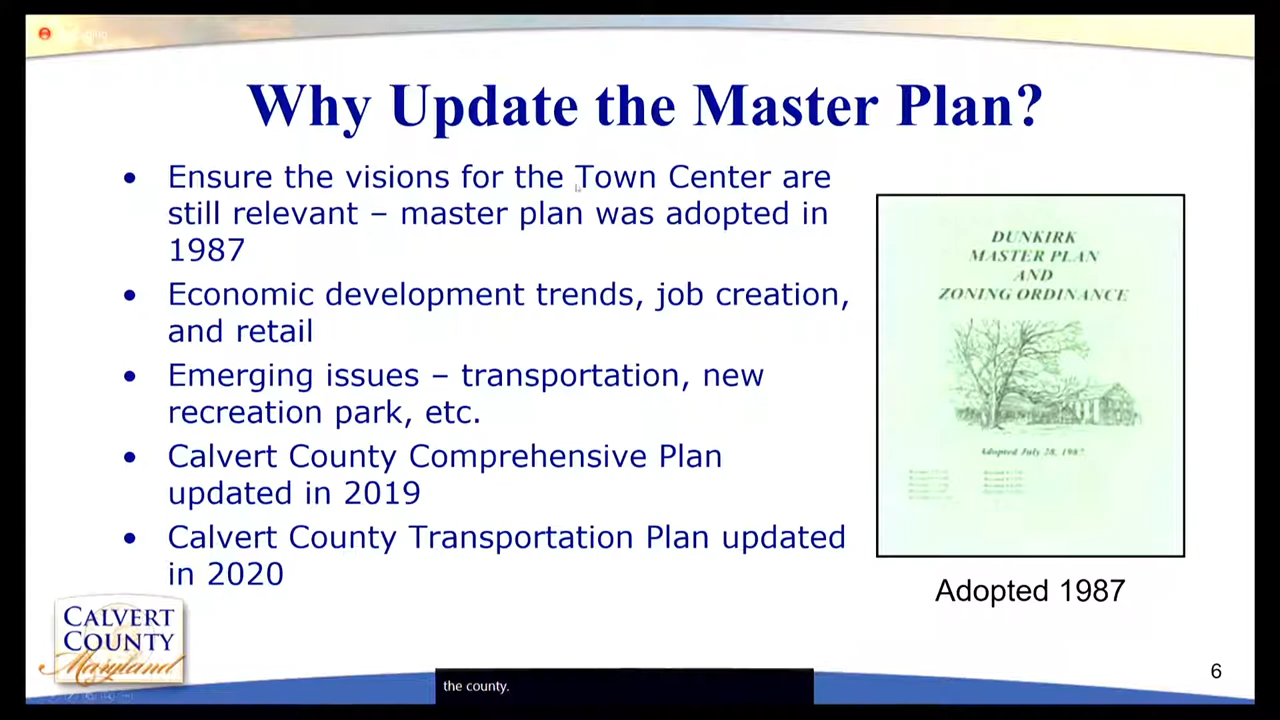 Why Update the Master Plan?
• Ensure the visions for the Town Center are
still relevant – master plan was adopted in
1987
• Economic development trends, job creation,
and retail
• Emerging issues – transportation, new
recreation park, etc.
• Calvert County Comprehensive Plan
updated in 2019
• Calvert County Transportation Plan updated
in 2020
DUNKIRK
MASTER PLAN
AND
ZONING ORDINANCE
Adopted July 28, 1987
Adopted 1987
CALVERT
COUNTY
Maryland
6
the county.